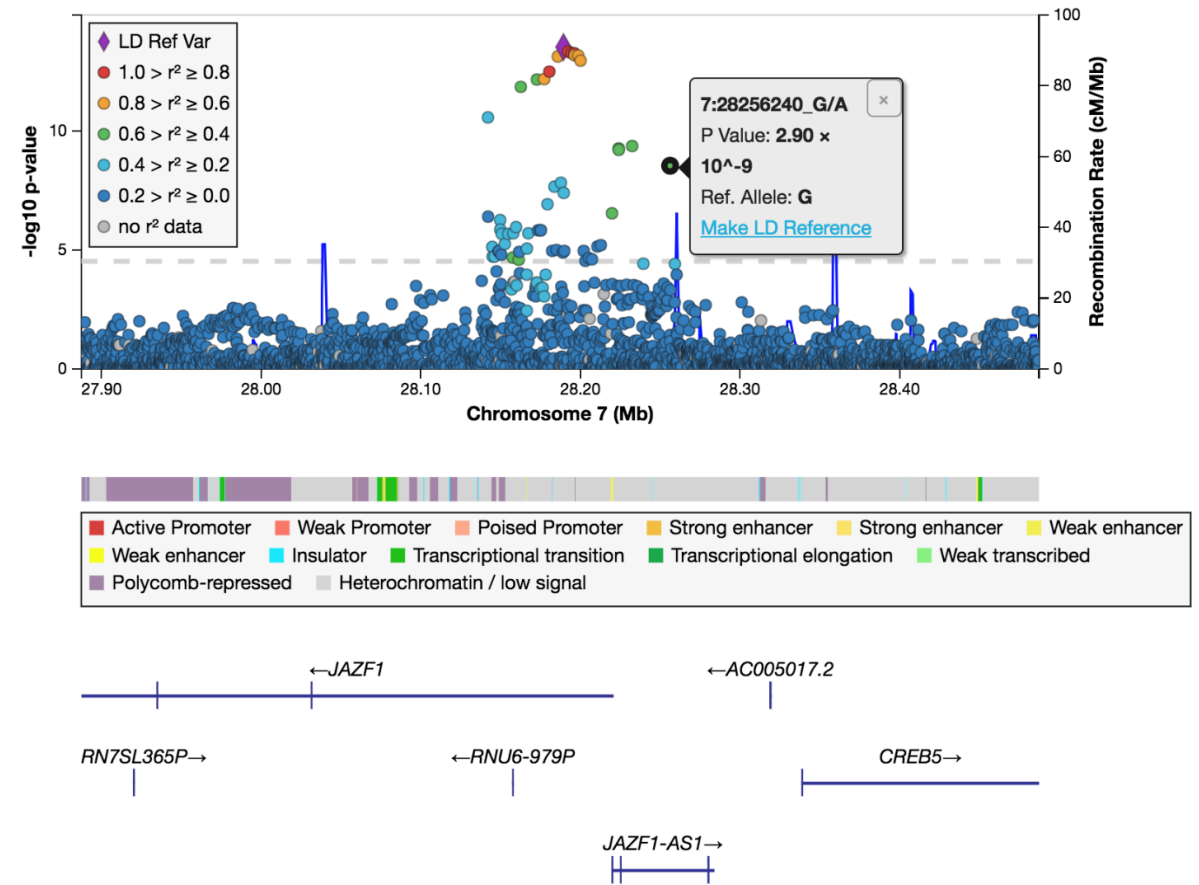 LD Ref Var
1.0 > r² ≥ 0.8
0.8 > r² ≥ 0.6
0.6 > r² ≥ 0.4
0.4 > r² ≥ 0.2
0.2 > r² ≥ 0.0
no r² data
-log10 p-value
10
5
0
100
80
60
40
20
0
Recombination Rate (cM/Mb)
7:28256240_G/A
×
P Value: 2.90 ×
10^-9
Ref. Allele: G
Make LD Reference
27.90 28.00 28.10 28.20 28.30 28.40
Chromosome 7 (Mb)
Active Promoter Weak Promoter Poised Promoter Strong enhancer Strong enhancer Weak enhancer
Weak enhancer Insulator Transcriptional transition Transcriptional elongation Weak transcribed
Polycomb-repressed Heterochromatin / low signal
←JAZF1 ←AC005017.2
RN7SL365P→ ←RNU6-979P CREB5→
JAZF1-AS1→